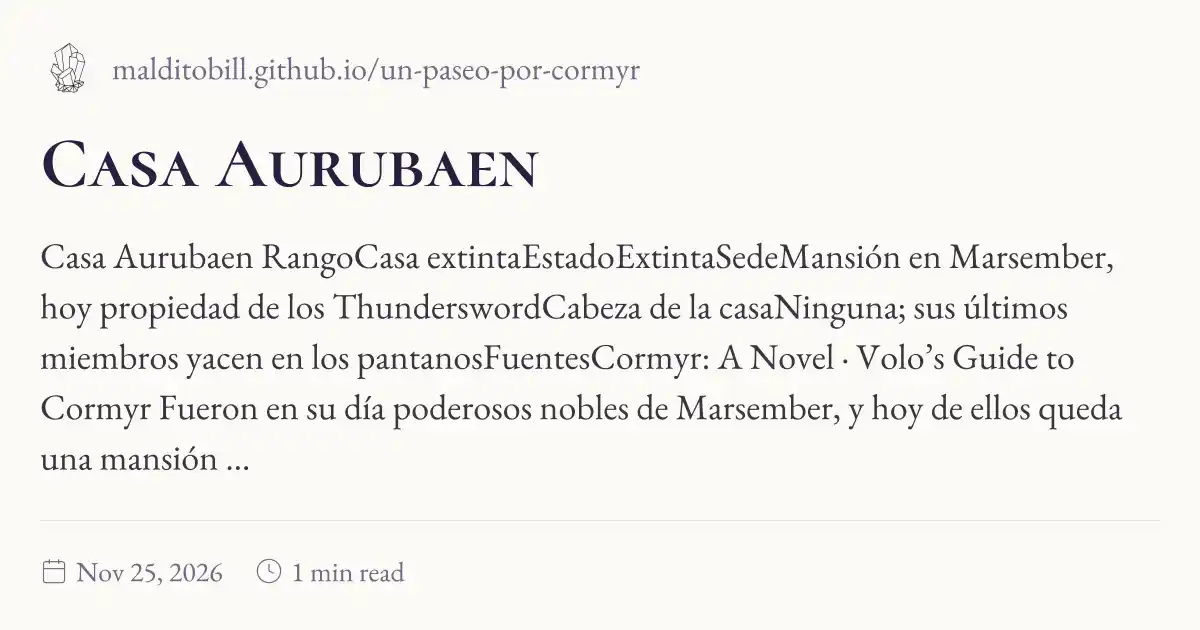 malditobill.github.io/un-paseo-por-cormyr
Casa Aurubaen
Casa Aurubaen RangoCasa extintaEstadoExtintaSedeMansión en Marsember,
hoy propiedad de los ThunderswordCabeza de la casaNinguna; sus últimos
miembros yacen en los pantanosFuentesCormyr: A Novel · Volo’s Guide to
Cormyr Fueron en su día poderosos nobles de Marsember, y hoy de ellos queda
una mansión ...
Nov 25, 2026 1 min read